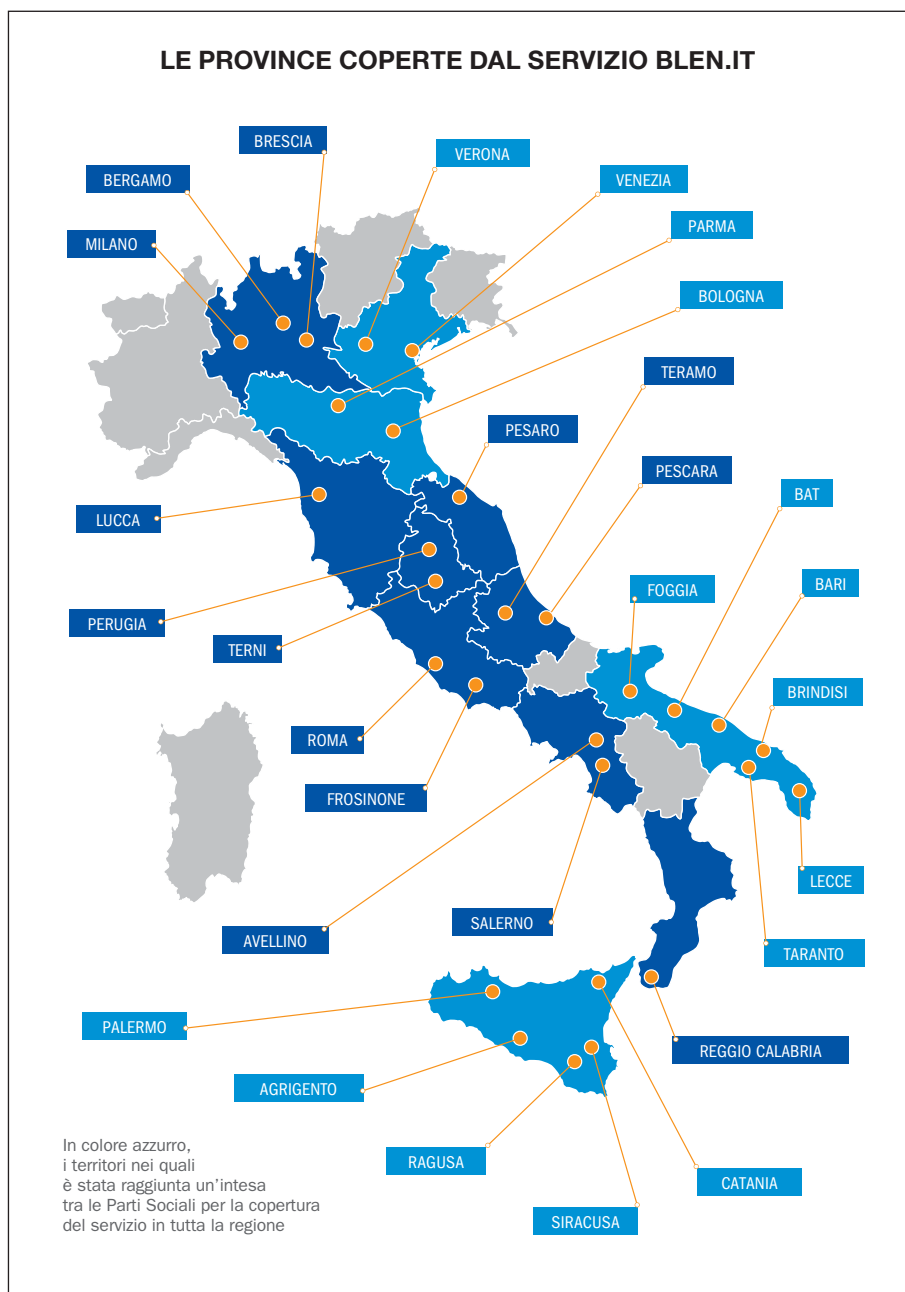 LE PROVINCE COPERTE DAL SERVIZIO BLEN.IT
BRESCIA
VERONA
BERGAMO
VENEZIA
PARMA
MILANO
BOLOGNA
TERAMO
PESARO
PESCARA
BAT
LUCCA
FOGGIA
BARI
PERUGIA
TERNI
BRINDISI
ROMA
FROSINONE
LECCE
SALERNO
AVELLINO
TARANTO
PALERMO
REGGIO CALABRIA
AGRIGENTO
RAGUSA
CATANIA
SIRACUSA
In colore azzurro,
i territori nei quali
è stata raggiunta un'intesa
tra le Parti Sociali per la copertura
del servizio in tutta la regione